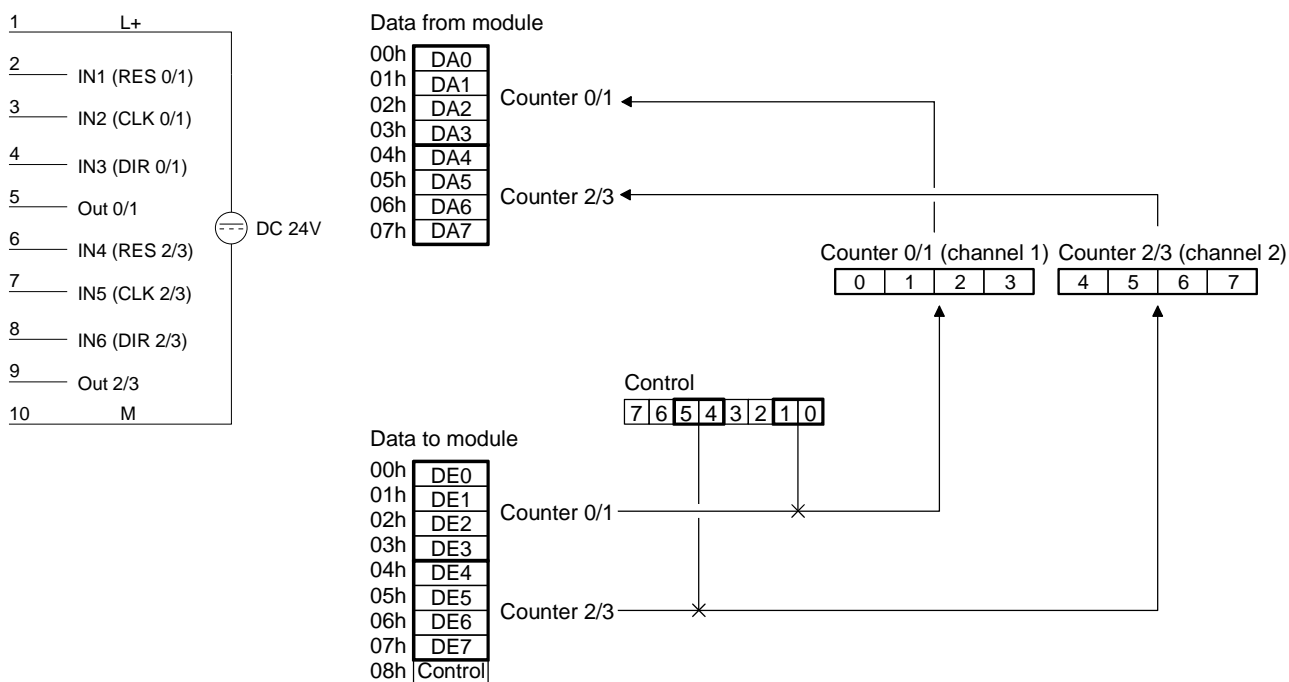 1 L+
2 IN1 (RES 0/1)
3 IN2 (CLK 0/1)
4 IN3 (DIR 0/1)
5 Out 0/1
6 IN4 (RES 2/3)
7 IN5 (CLK 2/3)
8 IN6 (DIR 2/3)
9 Out 2/3
10 M
DC 24V
Data from module
00h DA0
01h DA1
02h DA2
03h DA3
04h DA4
05h DA5
06h DA6
07h DA7
Counter 0/1
Counter 2/3
Counter 0/1 (channel 1)
0 1 2 3
Counter 2/3 (channel 2)
4 5 6 7
Control
7 6 5 4 3 2 1 0
Data to module
00h DE0
01h DE1
02h DE2
03h DE3
04h DE4
05h DE5
06h DE6
07h DE7
08h Control
Counter 0/1
Counter 2/3